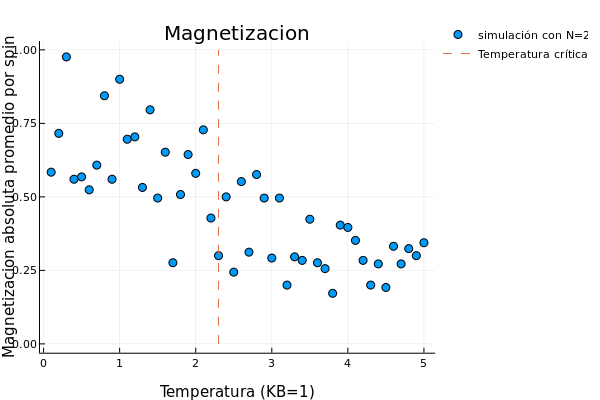 Magnetizacion
simulación con N=2
Temperatura crítica
Magnetizacion absoluta promedio por spin
1.00
0.75
0.50
0.25
0.00
0
1
2
3
4
5
Temperatura (KB=1)